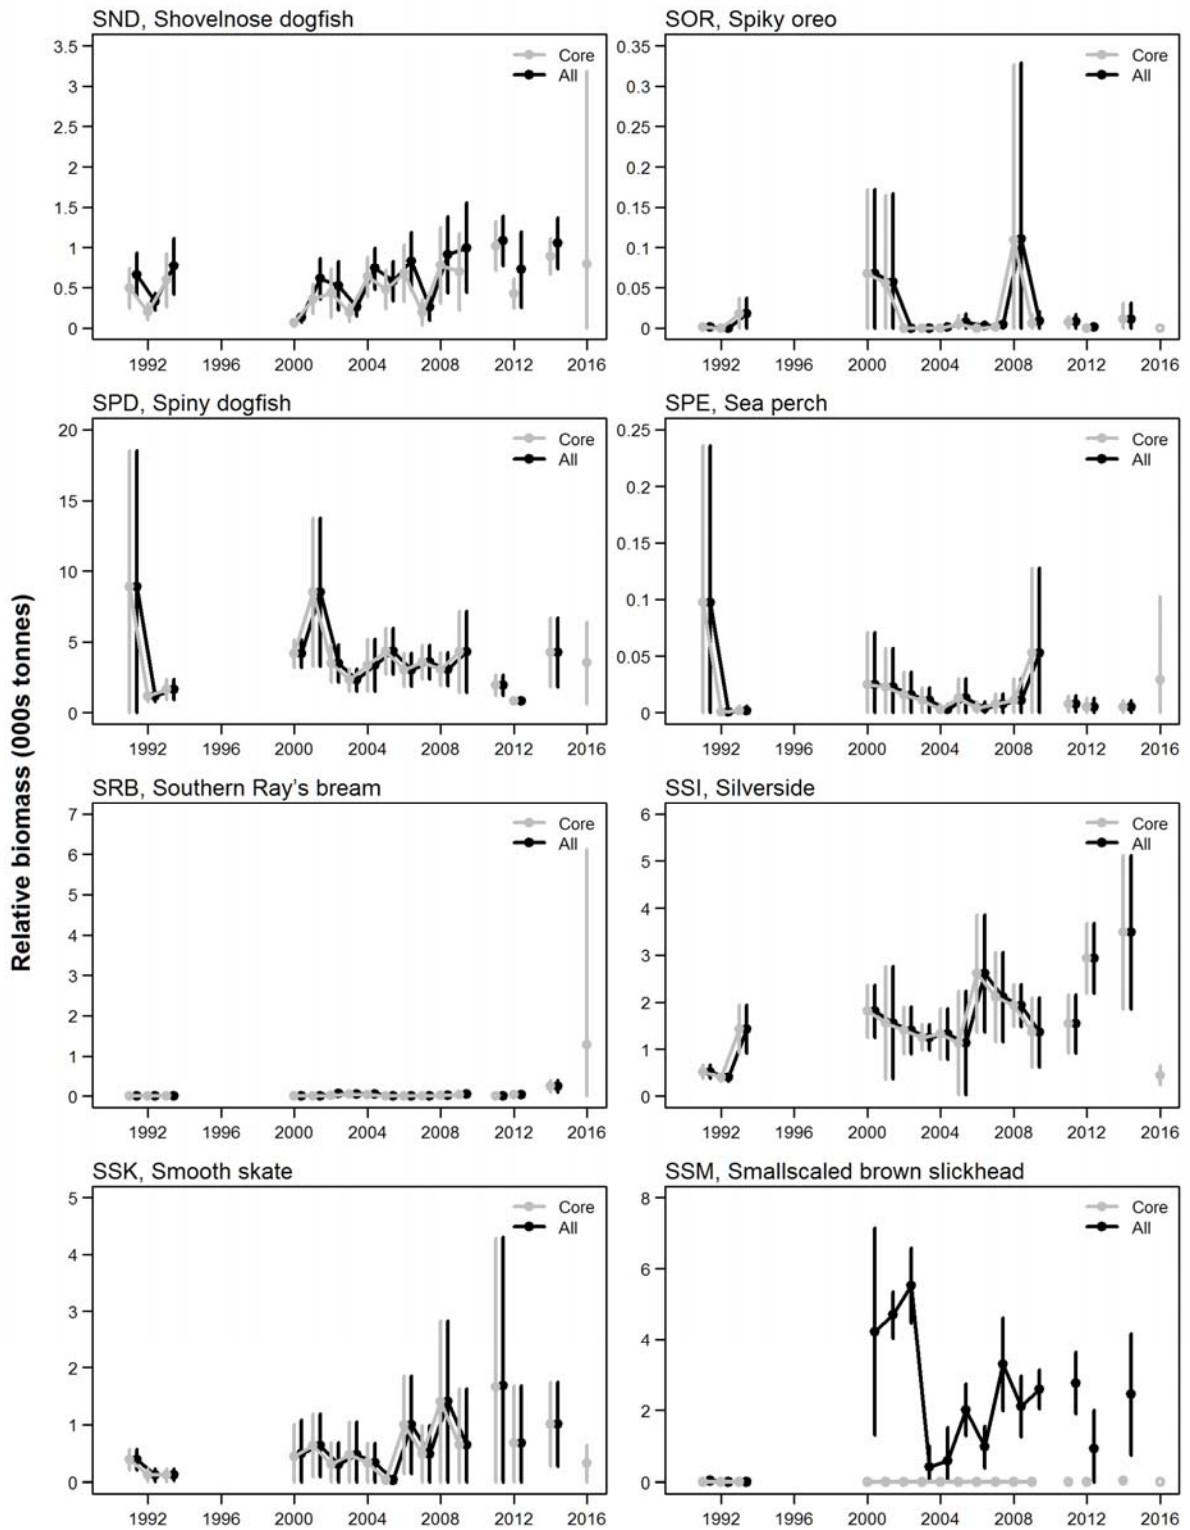 SND, Shovelnose dogfish
3.5
3
2.5
2
1.5
1
0.5
0
Core
All
1992 1996 2000 2004 2008 2012 2016
SOR, Spiky oreo
0.35
0.3
0.25
0.2
0.15
0.1
0.05
0
Core
All
1992 1996 2000 2004 2008 2012 2016
SPD, Spiny dogfish
20
15
10
5
0
Core
All
1992 1996 2000 2004 2008 2012 2016
SPE, Sea perch
0.25
0.2
0.15
0.1
0.05
0
Core
All
1992 1996 2000 2004 2008 2012 2016
Relative biomass (000s tonnes)
SRB, Southern Ray's bream
7
6
5
4
3
2
1
0
Core
All
1992 1996 2000 2004 2008 2012 2016
SSI, Silverside
6
5
4
3
2
1
0
Core
All
1992 1996 2000 2004 2008 2012 2016
SSK, Smooth skate
5
4
3
2
1
0
Core
All
1992 1996 2000 2004 2008 2012 2016
SSM, Smallscaled brown slickhead
8
6
4
2
0
Core
All
1992 1996 2000 2004 2008 2012 2016